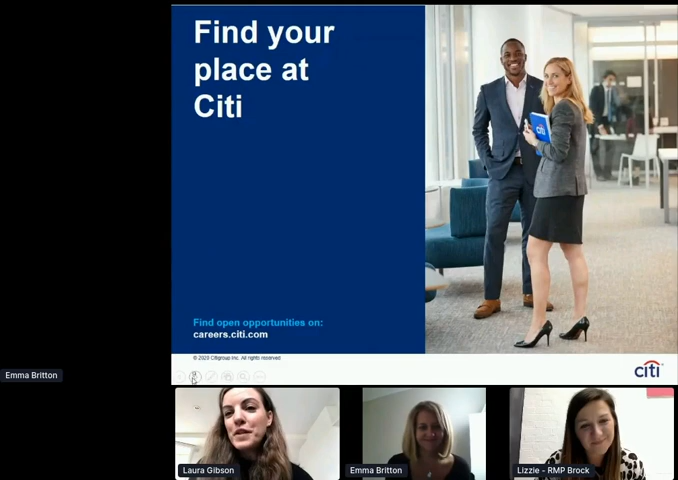 Find your
place at
Citi
citi
Find open opportunities on:
careers.citi.com
© 2020 Citigroup Inc. All rights reserved
citi
Emma Britton
Laura Gibson
Emma Britton
Lizzie - RMP Brock